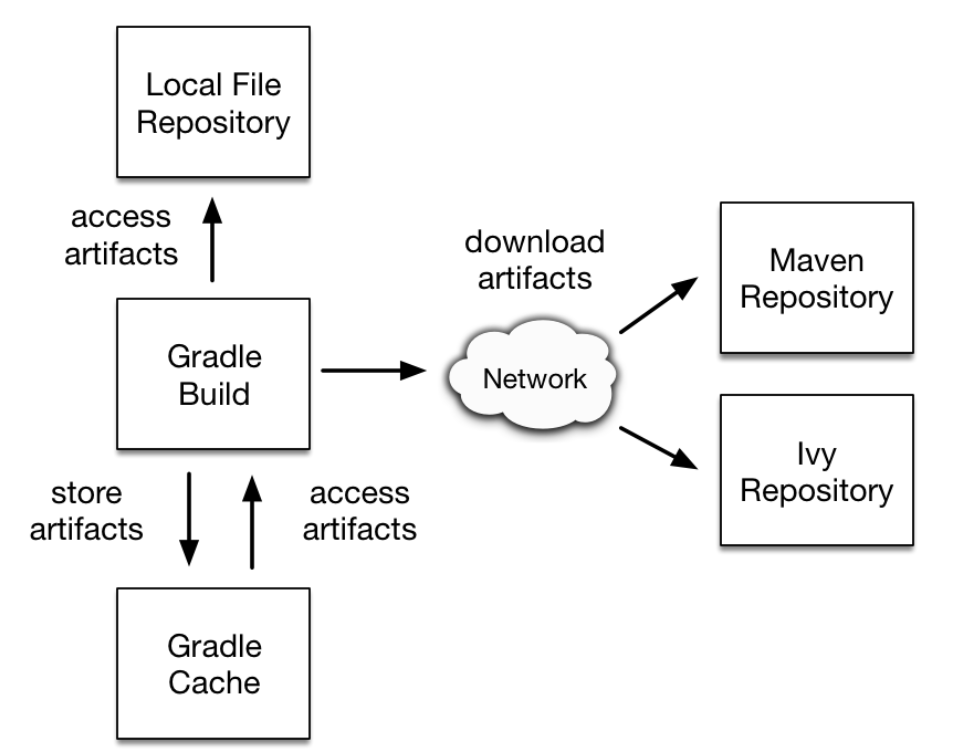 Local File
Repository
access
artifacts
download
artifacts
Maven
Repository
Gradle
Build
Network
Ivy
Repository
store
artifacts
access
artifacts
Gradle
Cache